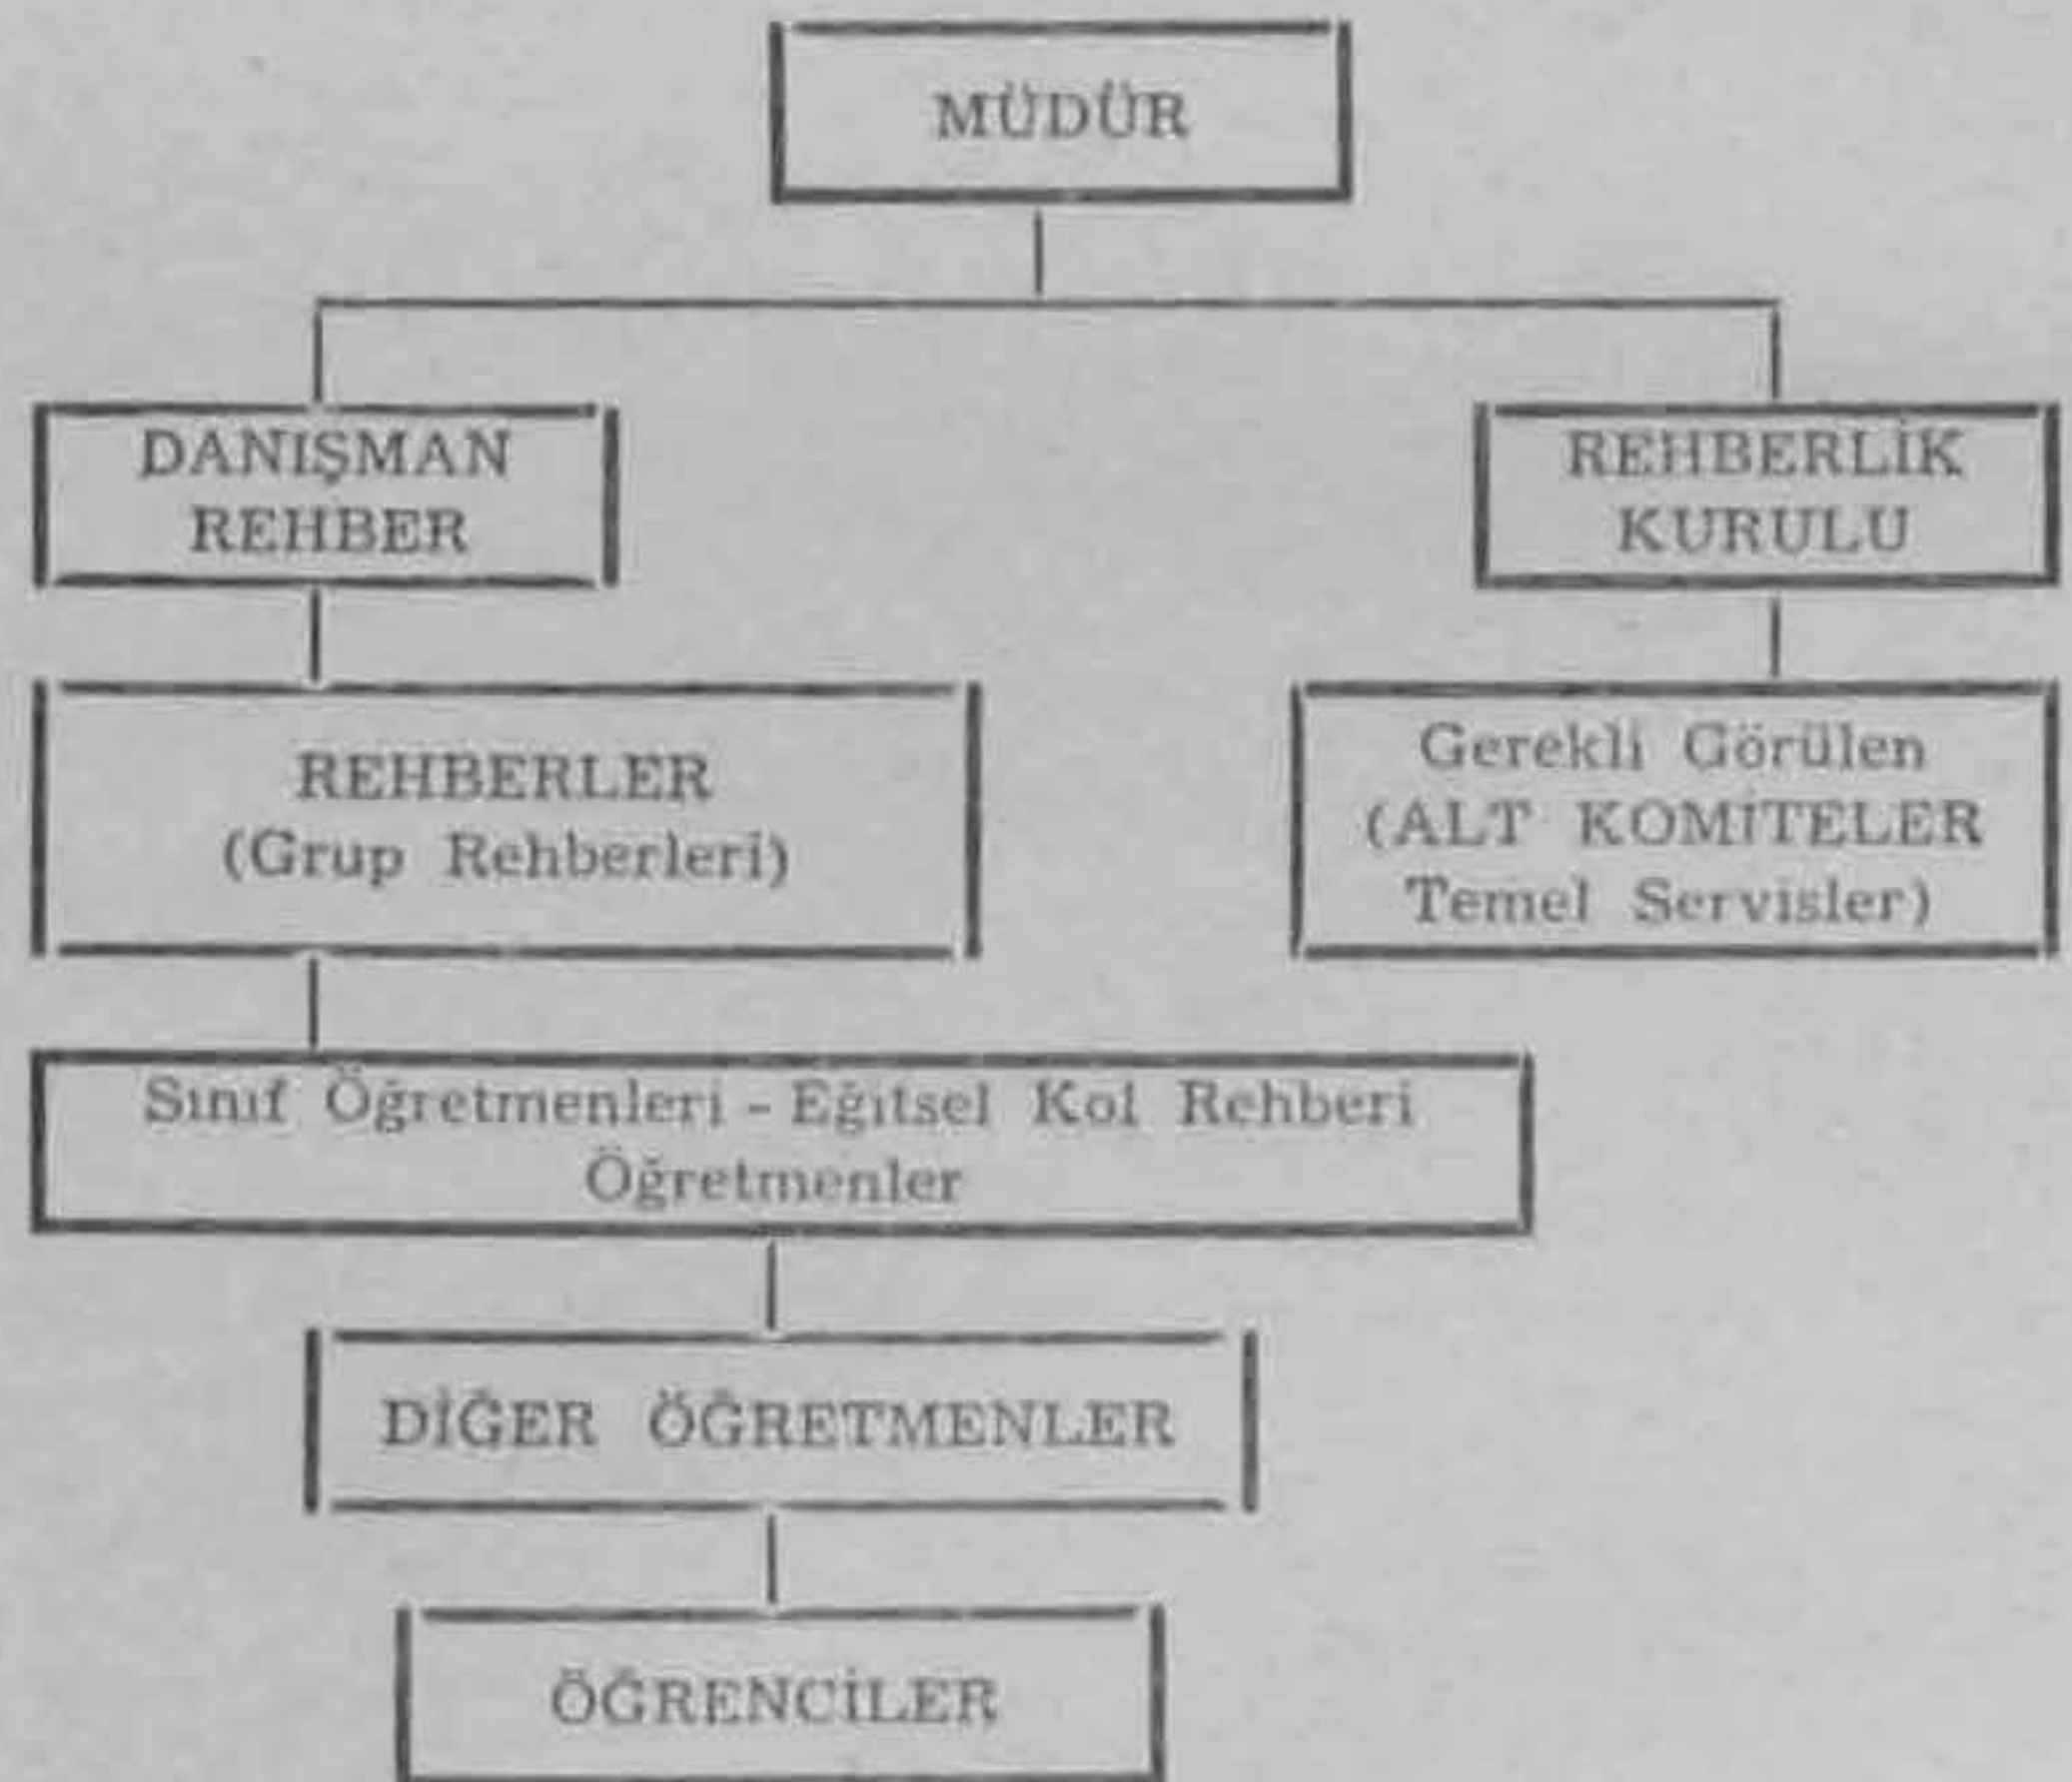 MÜDÜR
DANIŞMAN
REHBER
REHBERLİK
KURULU
REHBERLER
(Grup Rehberleri)
Gerekli Görülen
(ALT KOMİTELER
Temel Servisler)
Sınıf Öğretmenleri - Eğitsel Kol Rehberi
Öğretmenler
DİĞER ÖĞRETMENLER
ÖĞRENCİLER